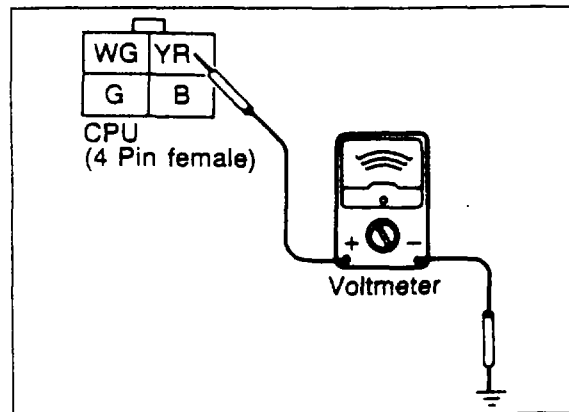 WG YR
G B
CPU
(4 Pin female)
+ −
Voltmeter